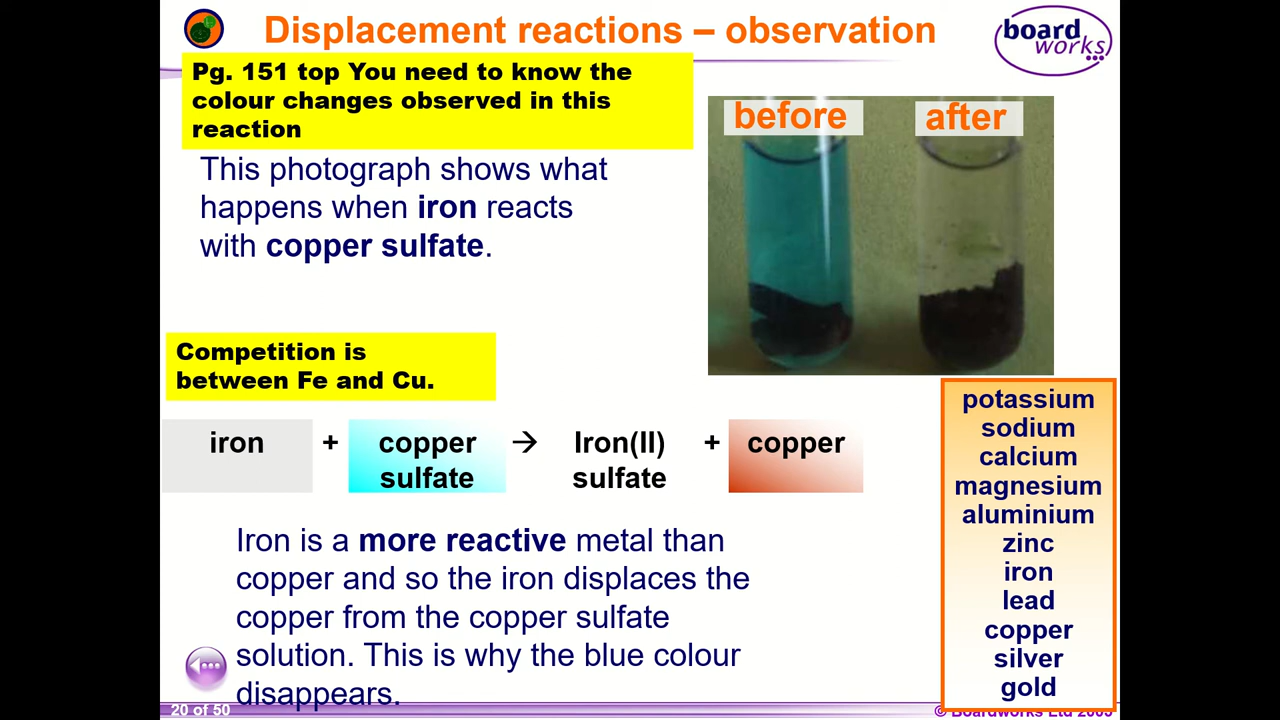 Displacement reactions – observation
board
works
Pg. 151 top You need to know the
colour changes observed in this
reaction
This photograph shows what
happens when iron reacts
with copper sulfate.
before
after
Competition is
between Fe and Cu.
iron + copper sulfate → Iron(II) sulfate + copper
Iron is a more reactive metal than
copper and so the iron displaces the
copper from the copper sulfate
solution. This is why the blue colour
disappears.
potassium
sodium
calcium
magnesium
aluminium
zinc
iron
lead
copper
silver
gold
20 of 50
© Boardworks Ltd